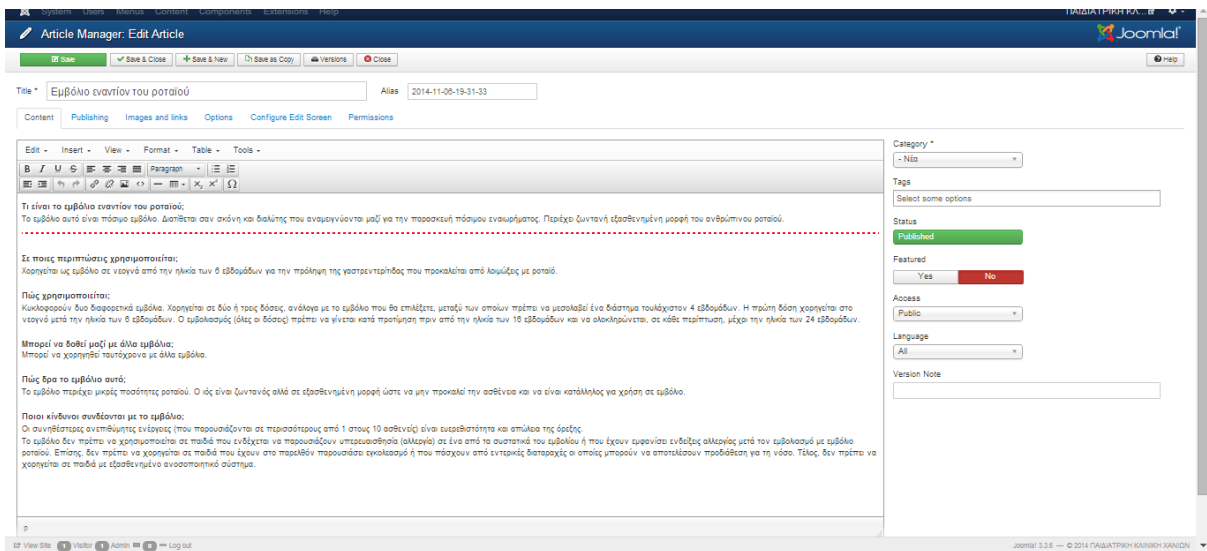 System Users Menus Content Components Extensions Help ΠΑΙΔΙΑΤΡΙΚΗ ΚΛ...
Article Manager: Edit Article Joomla!
Save Save & Close Save & New Save as Copy Versions Close Help
Title * Εμβόλιο εναντίον του ροταϊού Alias 2014-11-06-19-31-33
Content Publishing Images and links Options Configure Edit Screen Permissions
Edit Insert View Format Table Tools
B I U S Paragraph
Τι είναι το εμβόλιο εναντίον του ροταϊού;
Το εμβόλιο αυτό είναι πόσιμο εμβόλιο. Διατίθεται σαν σκόνη και διαλύτης που αναμειγνύονται μαζί για την παρασκευή πόσιμου εναιωρήματος. Περιέχει ζωντανή εξασθενημένη μορφή του ανθρώπινου ροταϊού.
Σε ποιες περιπτώσεις χρησιμοποιείται;
Χορηγείται ως εμβόλιο σε νεογνά από την ηλικία των 6 εβδομάδων για την πρόληψη της γαστρεντερίτιδας που προκαλείται από λοιμώξεις με ροταϊό.
Πώς χρησιμοποιείται;
Κυκλοφορούν δυο διαφορετικά εμβόλια. Χορηγείται σε δύο ή τρεις δόσεις, ανάλογα με το εμβόλιο που θα επιλέξετε, μεταξύ των οποίων πρέπει να μεσολαβεί ένα διάστημα τουλάχιστον 4 εβδομάδων. Η πρώτη δόση χορηγείται στο
νεογνό μετά την ηλικία των 6 εβδομάδων. Ο εμβολιασμός (όλες οι δόσεις) πρέπει να γίνεται κατά προτίμηση πριν από την ηλικία των 16 εβδομάδων και να ολοκληρώνεται, σε κάθε περίπτωση, μέχρι την ηλικία των 24 εβδομάδων.
Μπορεί να δοθεί μαζί με άλλα εμβόλια;
Μπορεί να χορηγηθεί ταυτόχρονα με άλλα εμβόλια.
Πώς δρα το εμβόλιο αυτό;
Το εμβόλιο περιέχει μικρές ποσότητες ροταϊού. Ο ιός είναι ζωντανός αλλά σε εξασθενημένη μορφή ώστε να μην προκαλεί την ασθένεια και να είναι κατάλληλος για χρήση σε εμβόλιο.
Ποιοι κίνδυνοι συνδέονται με το εμβόλιο;
Οι συνηθέστερες ανεπιθύμητες ενέργειες (που παρουσιάζονται σε περισσότερους από 1 στους 10 ασθενείς) είναι ευερεθιστότητα και απώλεια της όρεξης.
Το εμβόλιο δεν πρέπει να χρησιμοποιείται σε παιδιά που ενδέχεται να παρουσιάζουν υπερευαισθησία (αλλεργία) σε ένα από τα συστατικά του εμβολίου ή που έχουν εμφανίσει ενδείξεις αλλεργίας μετά τον εμβολιασμό με εμβόλιο
ροταϊού. Επίσης, δεν πρέπει να χορηγείται σε παιδιά που έχουν στο παρελθόν παρουσιάσει εγκολεασμό ή που πάσχουν από εντερικές διαταραχές οι οποίες μπορούν να αποτελέσουν προδιάθεση για τη νόσο. Τέλος, δεν πρέπει να
χορηγείται σε παιδιά με εξασθενημένο ανοσοποιητικό σύστημα.
p
Category *
- Νέα
Tags
Select some options
Status
Published
Featured
Yes No
Access
Public
Language
All
Version Note
View Site 1 Visitor 1 Admin 0 Log out Joomla! 3.3.6 — © 2014 ΠΑΙΔΙΑΤΡΙΚΗ ΚΛΙΝΙΚΗ ΧΑΝΙΩΝ